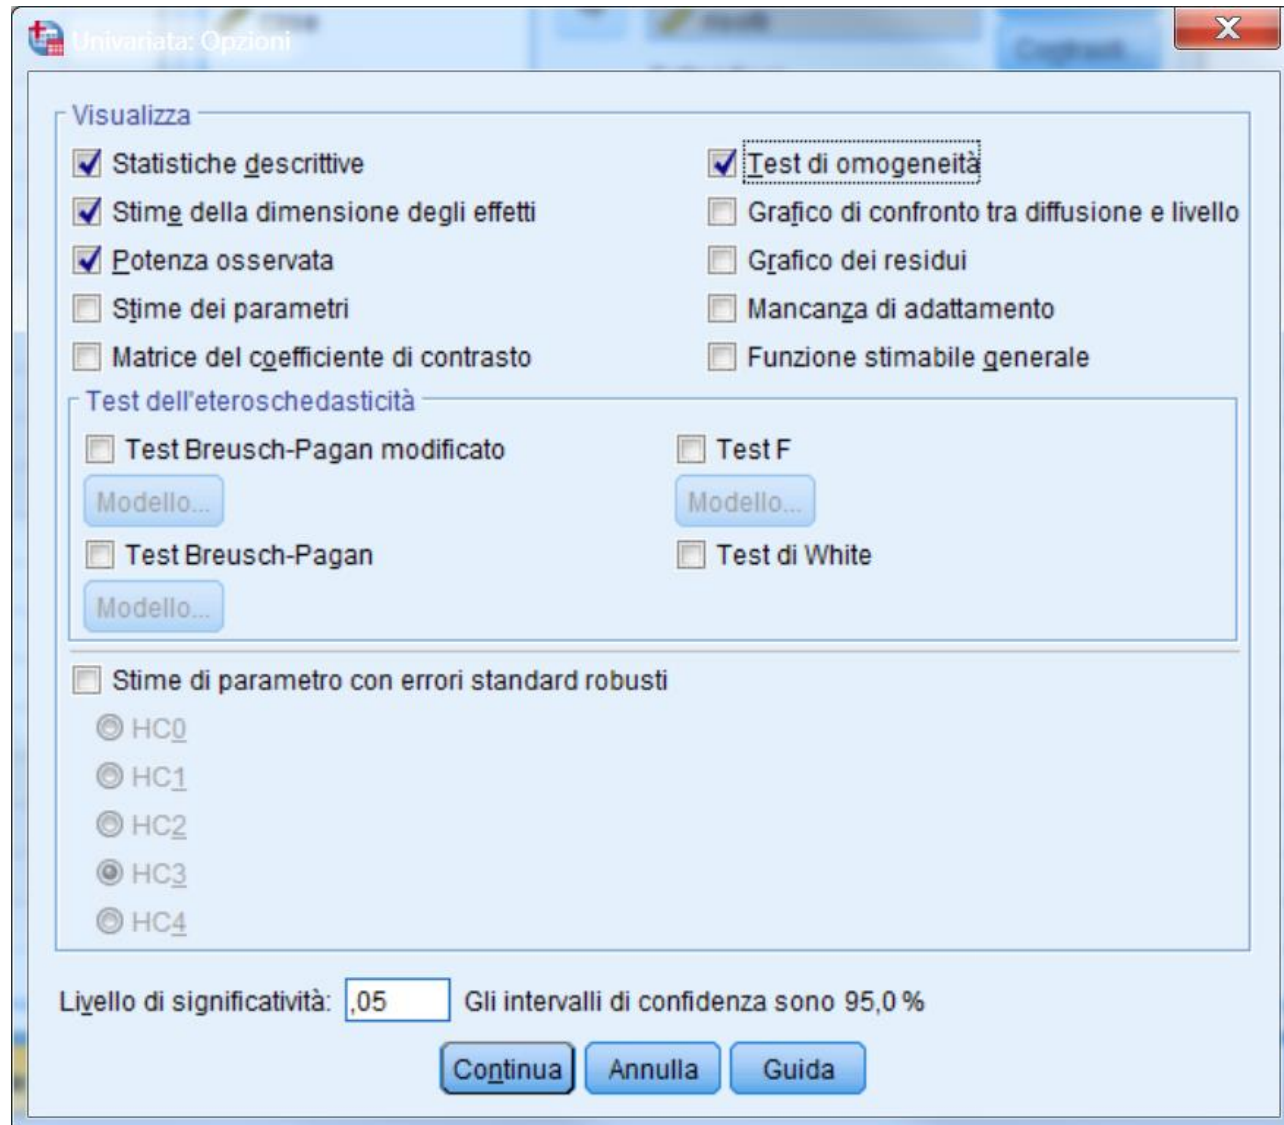 Univariata: Opzioni
Contrasti...
Visualizza
Statistiche descrittive
Test di omogeneità
Stime della dimensione degli effetti
Grafico di confronto tra diffusione e livello
Potenza osservata
Grafico dei residui
Stime dei parametri
Mancanza di adattamento
Matrice del coefficiente di contrasto
Funzione stimabile generale
Test dell'eteroschedasticità
Test Breusch-Pagan modificato
Test F
Modello...
Modello...
Test Breusch-Pagan
Test di White
Modello...
Stime di parametro con errori standard robusti
HC0
HC1
HC2
HC3
HC4
Livello di significatività: ,05 Gli intervalli di confidenza sono 95,0 %
Continua
Annulla
Guida